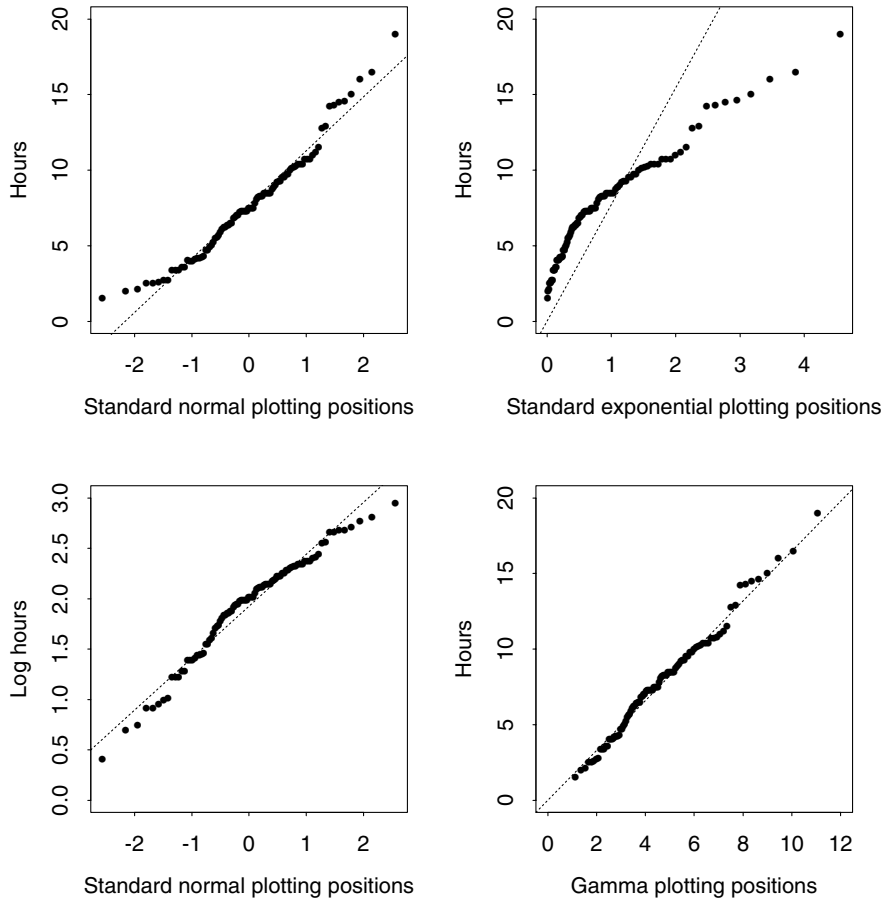 20
15
10
5
0
Hours
-2 -1 0 1 2
Standard normal plotting positions
20
15
10
5
0
Hours
0 1 2 3 4
Standard exponential plotting positions
3.0
2.5
2.0
1.5
1.0
0.5
0.0
Log hours
-2 -1 0 1 2
Standard normal plotting positions
20
15
10
5
0
Hours
0 2 4 6 8 10 12
Gamma plotting positions